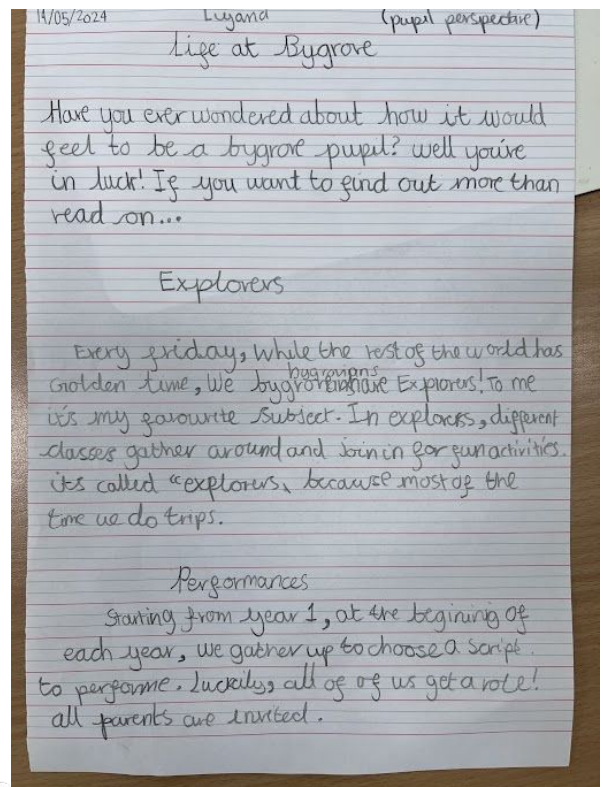 14/05/2024 Luyand (pupil perspective)
Life at Bygrove
Have you ever wondered about how it would
feel to be a bygrove pupil? well you're
in luck! If you want to find out more than
read on...
Explorers
Every friday, While the rest of the world has
Golden time, We bygrovians have Explorers! To me
it's my favourite subject. In explorers, different
classes gather around and join in for fun activities.
it's called "explorers, because most of the
time we do trips.
Performances
Starting from year 1, at the begining of
each year, we gather up to choose a script
to performe. Luckily, all of of us get a role!
all parents are invited.